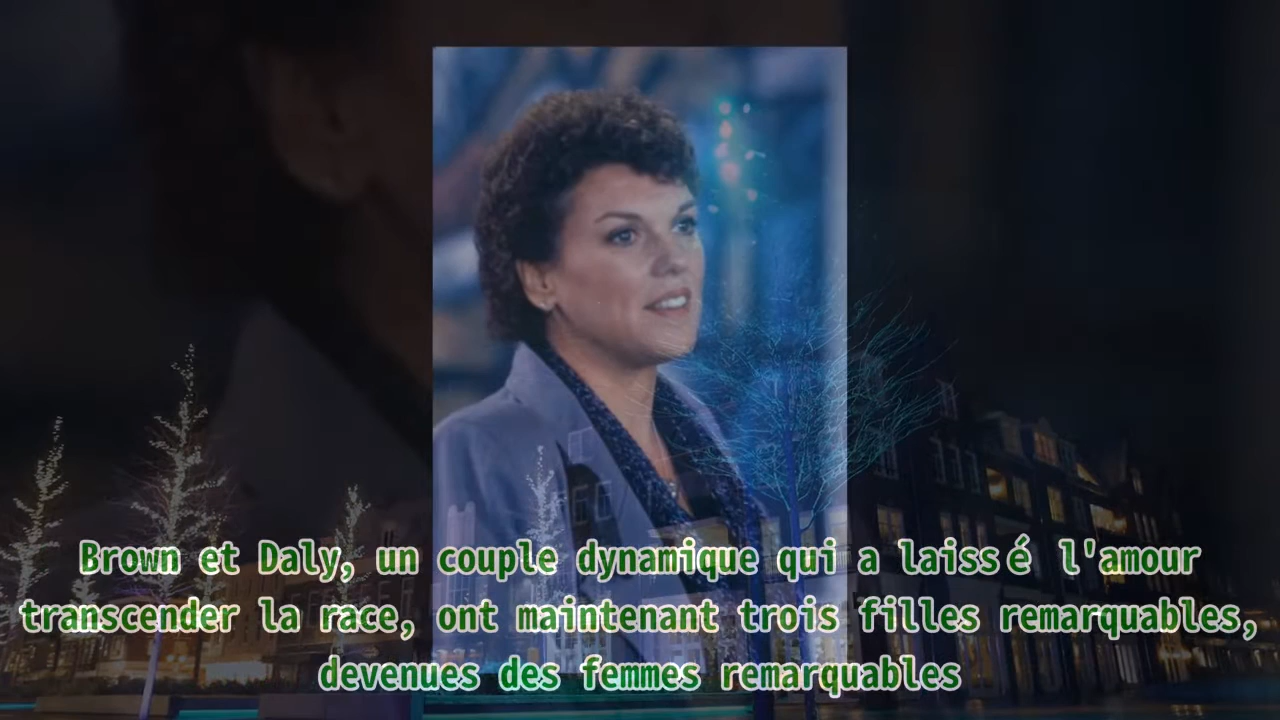 Brown et Daly, un couple dynamique qui a laissé l'amour
transcender la race, ont maintenant trois filles remarquables,
devenues des femmes remarquables